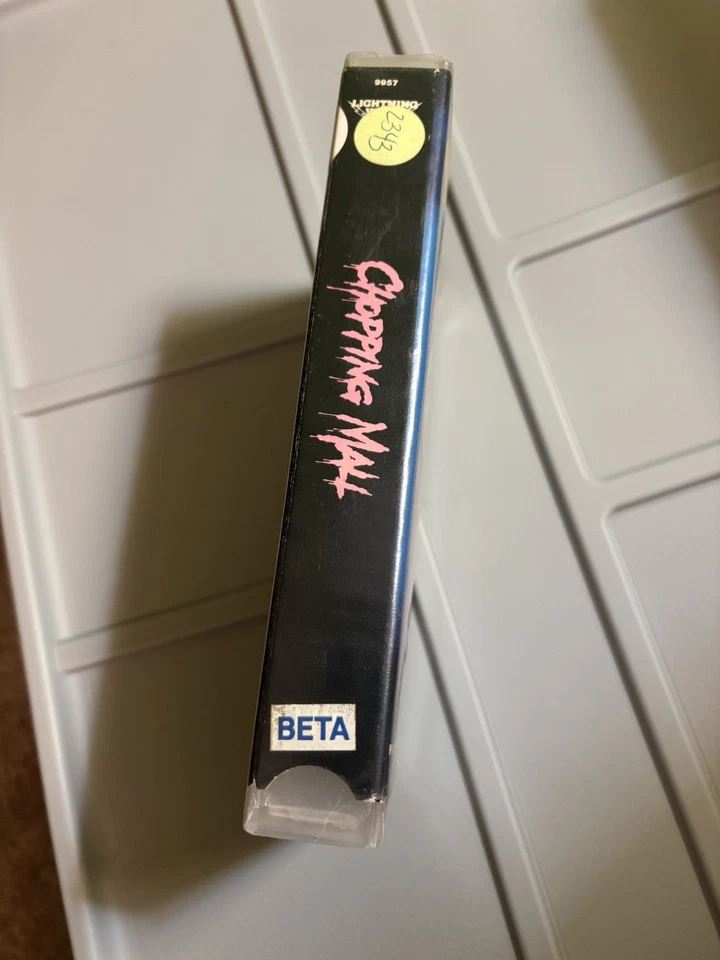 9957
LIGHTNING
2343
CHOPPING MALL
BETA